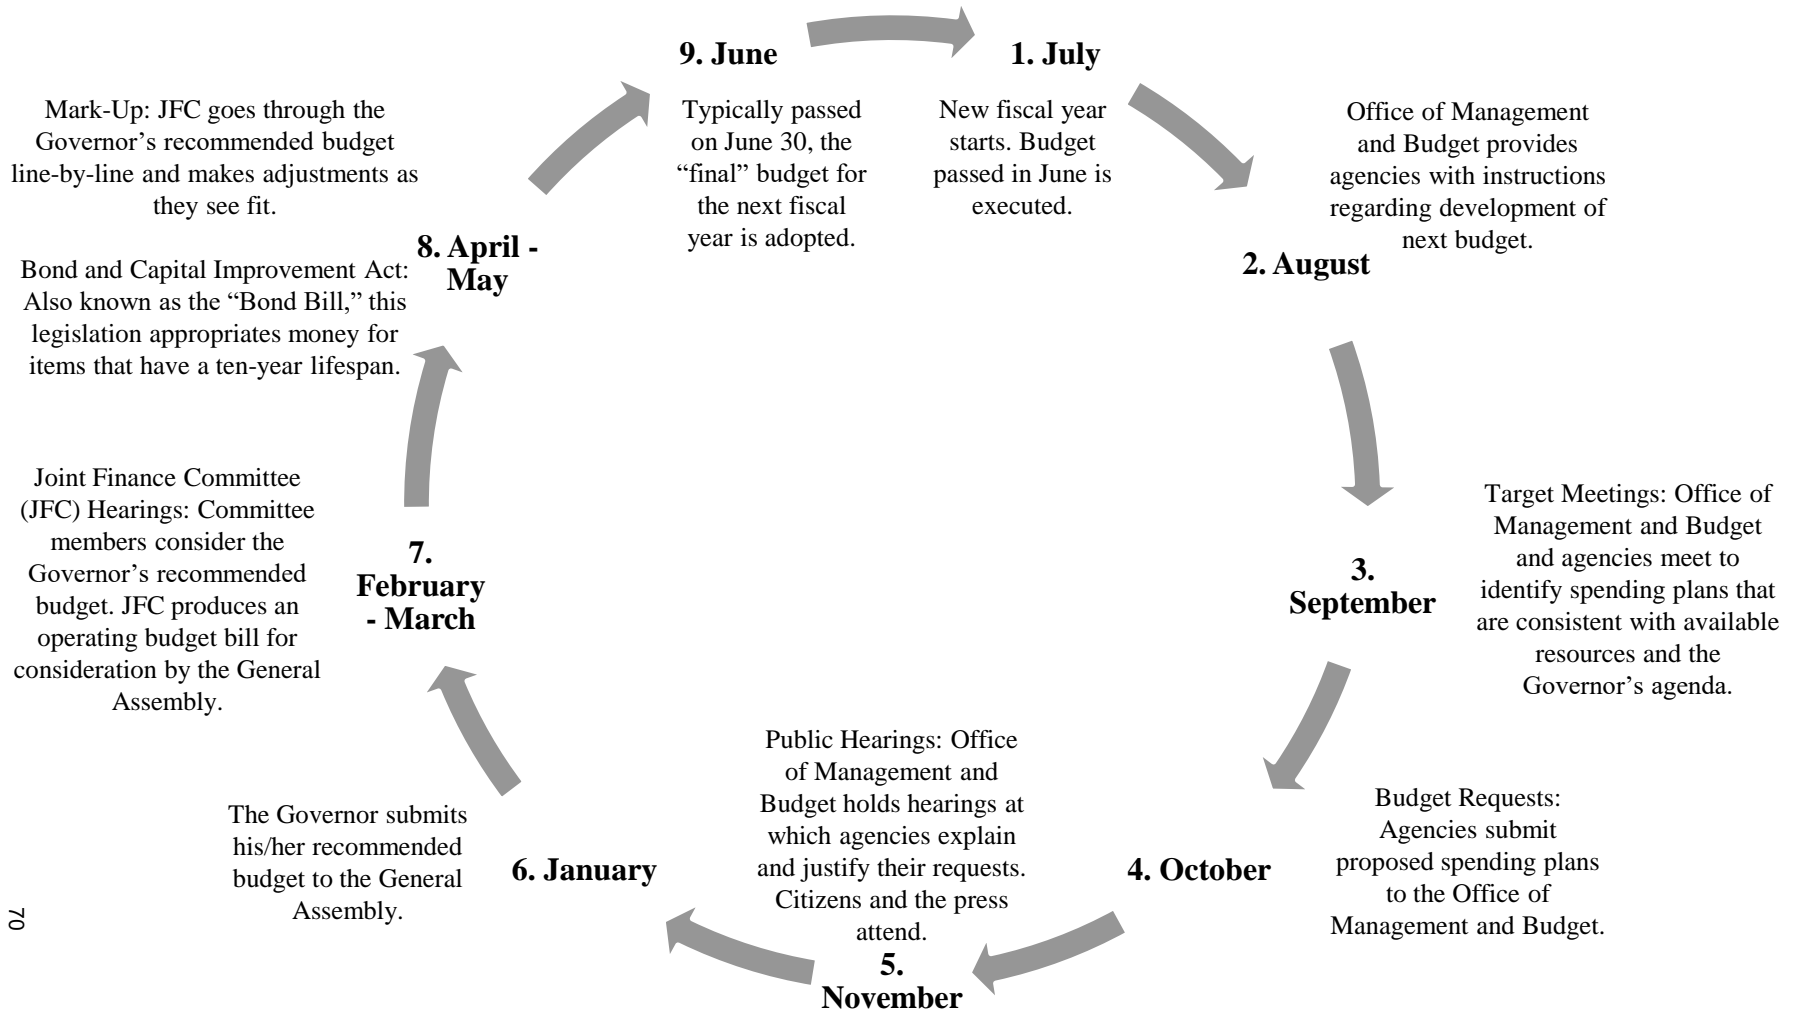 1. July
New fiscal year
starts. Budget
passed in June is
executed.
2. August
Office of Management
and Budget provides
agencies with instructions
regarding development of
next budget.
3.
September
Target Meetings: Office of
Management and Budget
and agencies meet to
identify spending plans that
are consistent with available
resources and the
Governor’s agenda.
4. October
Budget Requests:
Agencies submit
proposed spending plans
to the Office of
Management and Budget.
Public Hearings: Office
of Management and
Budget holds hearings at
which agencies explain
and justify their requests.
Citizens and the press
attend.
5.
November
6. January
The Governor submits
his/her recommended
budget to the General
Assembly.
7.
February
- March
Joint Finance Committee
(JFC) Hearings: Committee
members consider the
Governor’s recommended
budget. JFC produces an
operating budget bill for
consideration by the General
Assembly.
8. April -
May
Mark-Up: JFC goes through the
Governor’s recommended budget
line-by-line and makes adjustments as
they see fit.
Bond and Capital Improvement Act:
Also known as the “Bond Bill,” this
legislation appropriates money for
items that have a ten-year lifespan.
9. June
Typically passed
on June 30, the
“final” budget for
the next fiscal
year is adopted.
70